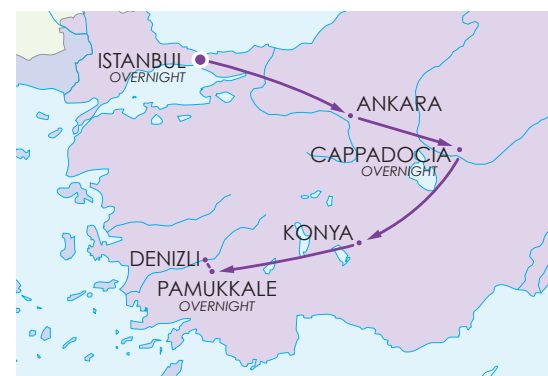 ISTANBUL
OVERNIGHT
ANKARA
CAPPADOCIA
OVERNIGHT
KONYA
DENIZLI
PAMUKKALE
OVERNIGHT